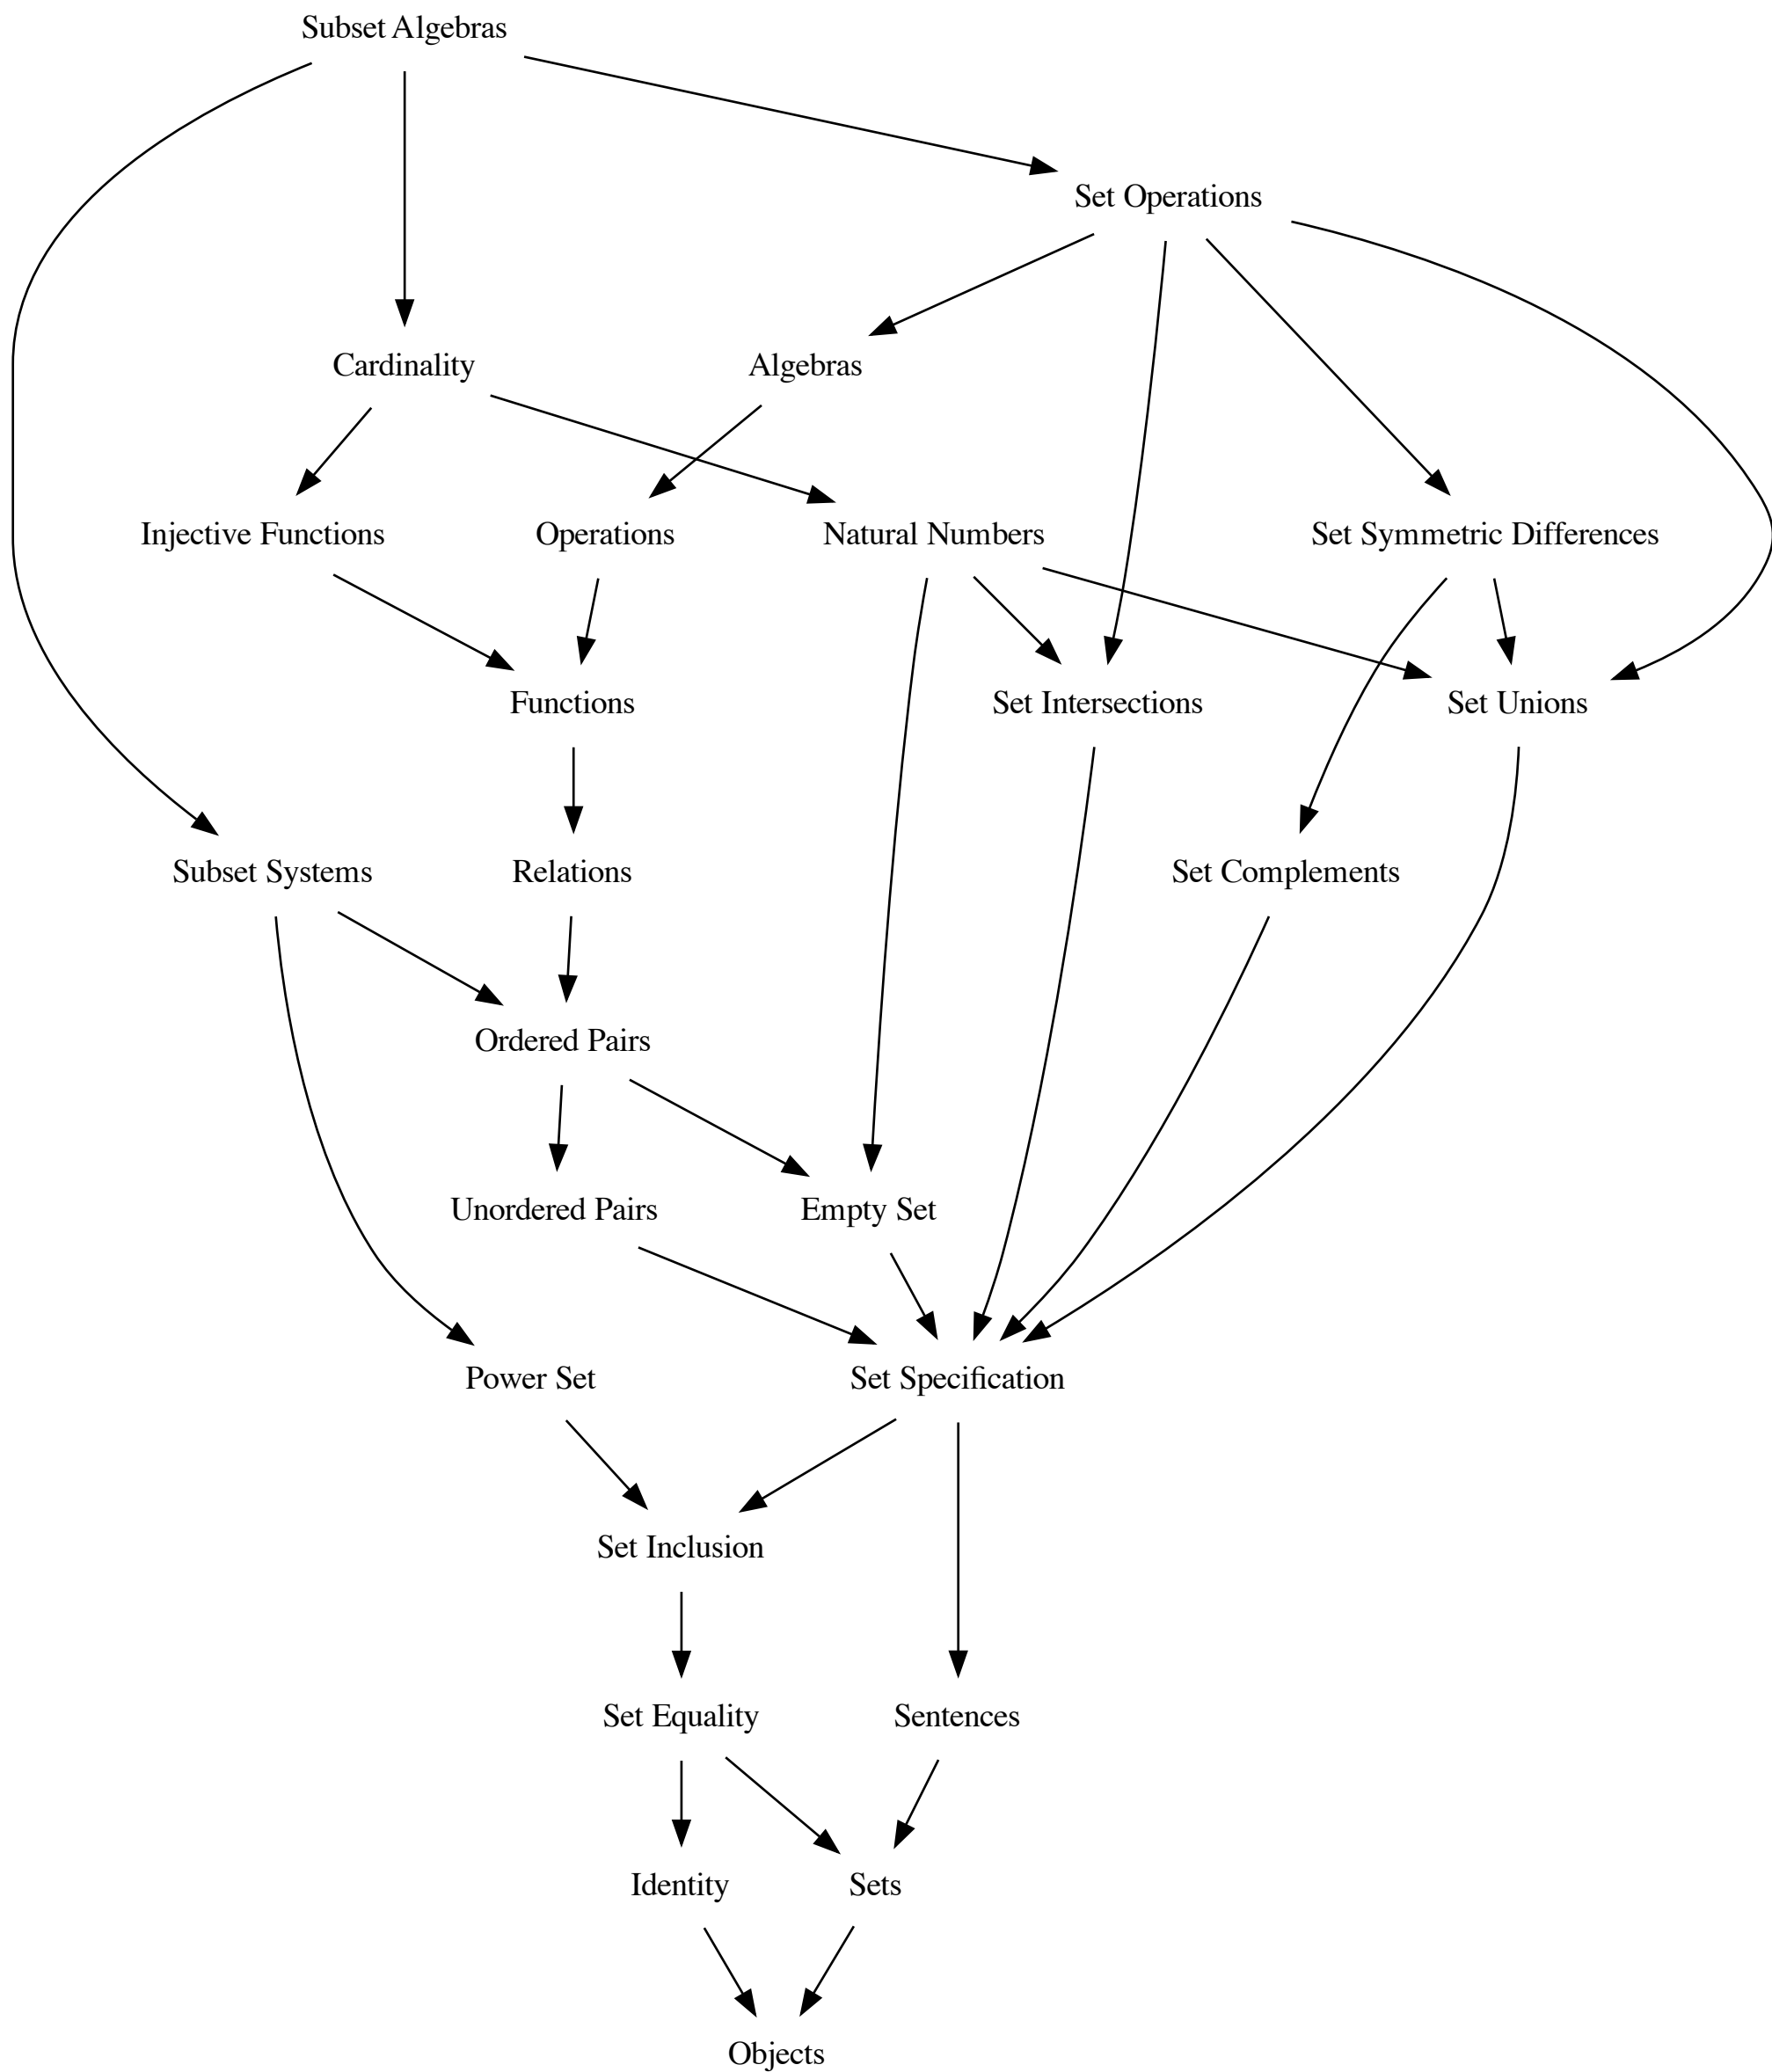 Subset Algebras
Set Operations
Cardinality
Algebras
Injective Functions
Operations
Natural Numbers
Set Symmetric Differences
Functions
Set Intersections
Set Unions
Subset Systems
Relations
Set Complements
Ordered Pairs
Unordered Pairs
Empty Set
Power Set
Set Specification
Set Inclusion
Set Equality
Sentences
Identity
Sets
Objects